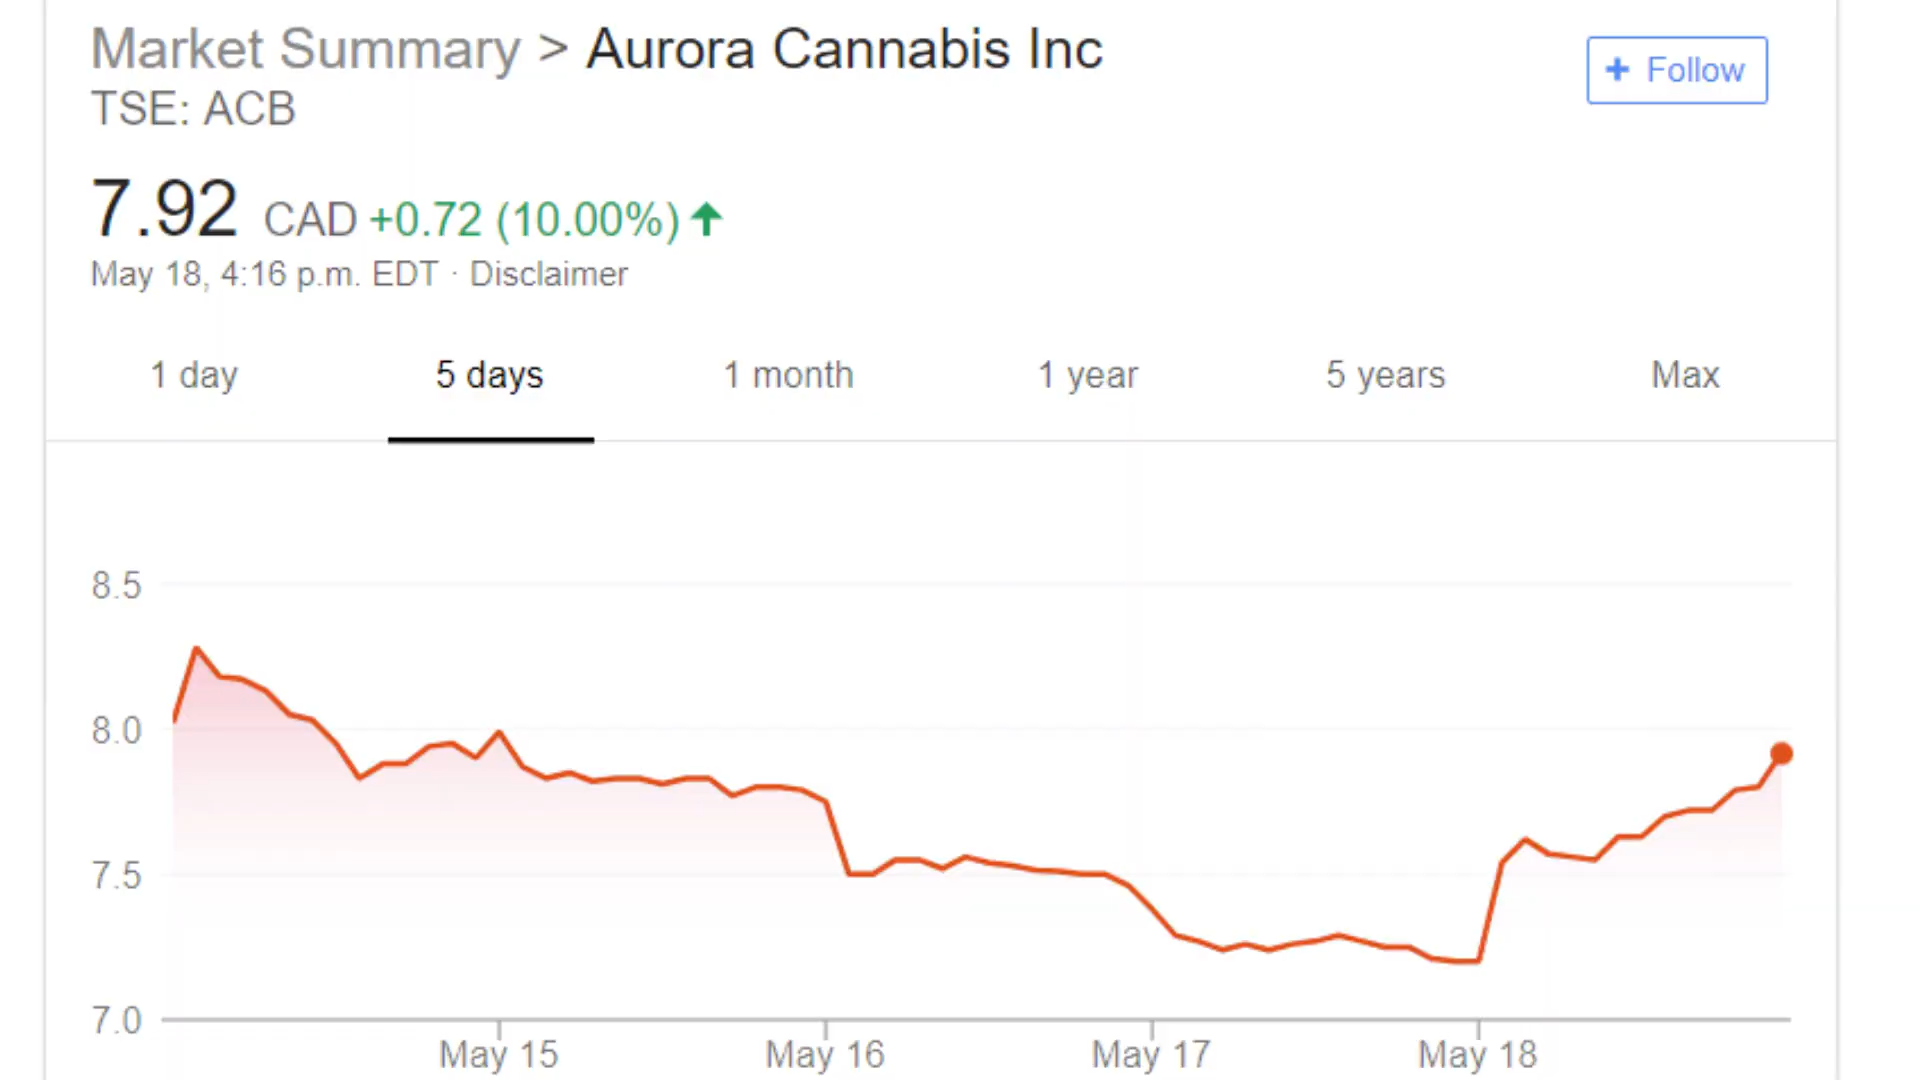 Market Summary > Aurora Cannabis Inc
TSE: ACB
+ Follow
7.92 CAD +0.72 (10.00%)
May 18, 4:16 p.m. EDT · Disclaimer
1 day 5 days 1 month 1 year 5 years Max
8.5
8.0
7.5
7.0
May 15 May 16 May 17 May 18